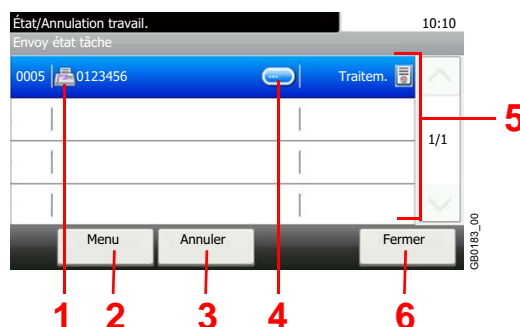 État/Annulation travail. 10:10
Envoy état tâche
0005 0123456 Traitem.
5
1/1
Menu Annuler Fermer
GB0183_00
1 2 3 4 6